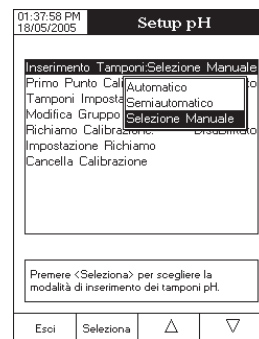 01:37:58 PM
18/05/2005
Setup pH
Inserimento Tamponi:Selezione Manuale
Primo Punto Cali
Automatico
Tamponi Imposta
Semiautomatico
Modifica Gruppo
Selezione Manuale
Richiamo Calibrazione: Disabilitato
Impostazione Richiamo
Cancella Calibrazione
Premere <Seleziona> per scegliere la
modalità di inserimento dei tamponi pH.
Esci Seleziona △ ▽